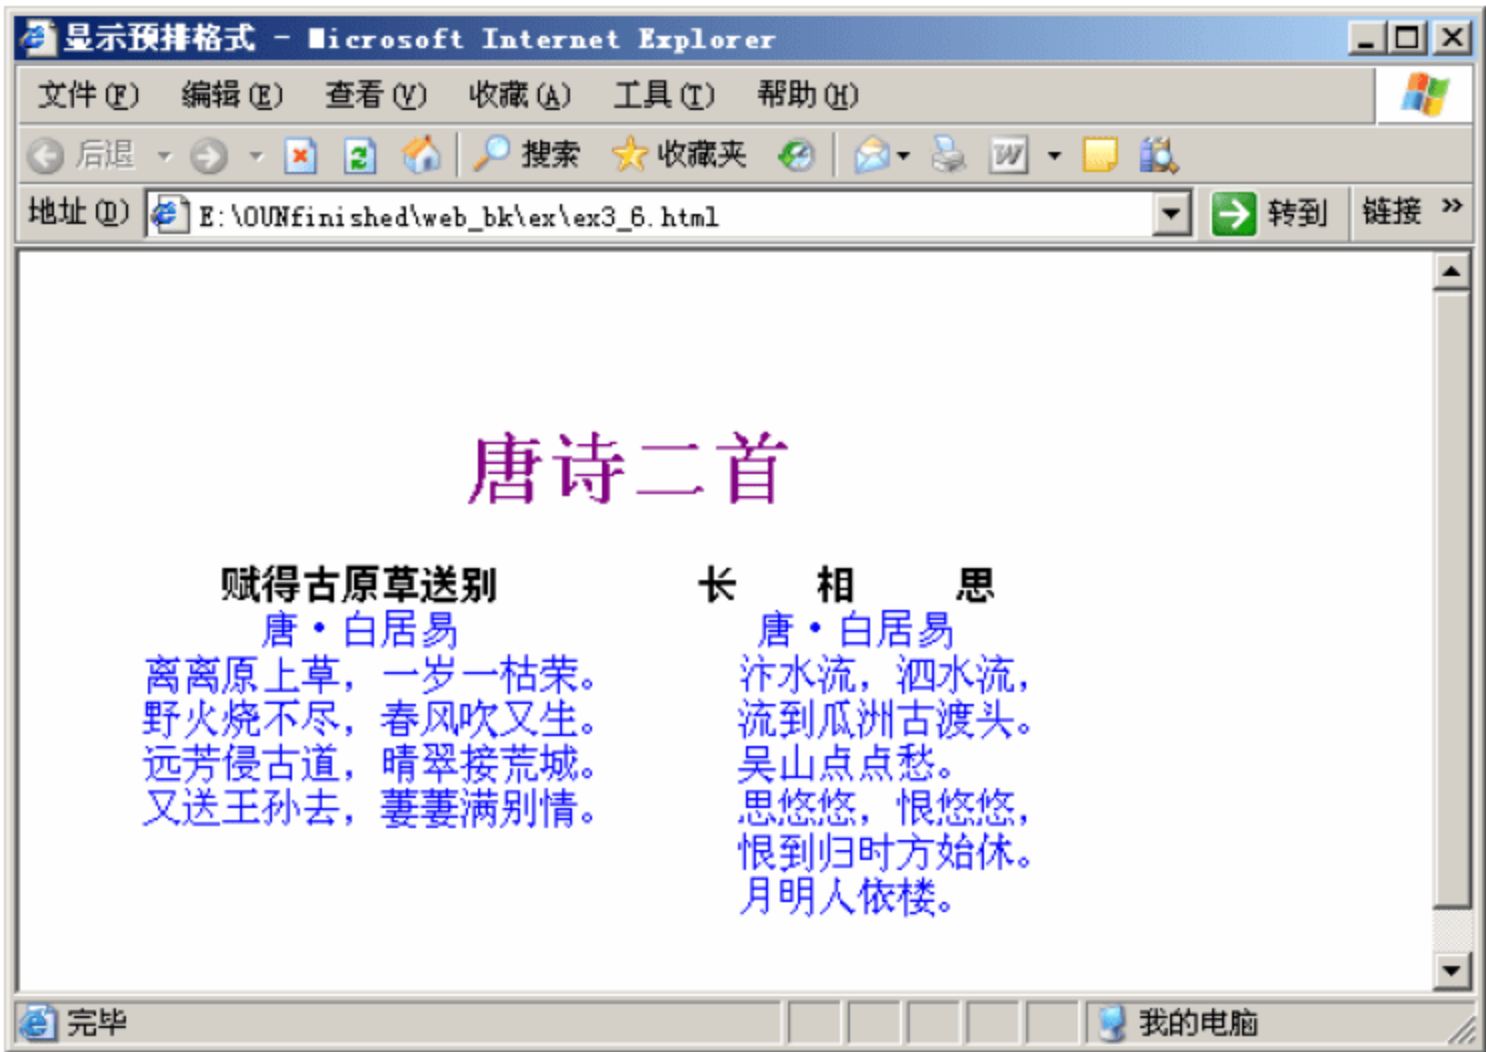 显示预排格式 - Microsoft Internet Explorer
文件(F) 编辑(E) 查看(V) 收藏(A) 工具(T) 帮助(H)
后退 搜索 收藏夹
地址(D) E:\OUNfinished\web_bk\ex\ex3_6.html 转到 链接 »
唐诗二首
赋得古原草送别 长 相 思
唐·白居易 唐·白居易
离离原上草，一岁一枯荣。 汴水流，泗水流，
野火烧不尽，春风吹又生。 流到瓜洲古渡头。
远芳侵古道，晴翠接荒城。 吴山点点愁。
又送王孙去，萋萋满别情。 思悠悠，恨悠悠，
恨到归时方始休。
月明人依楼。
完毕 我的电脑